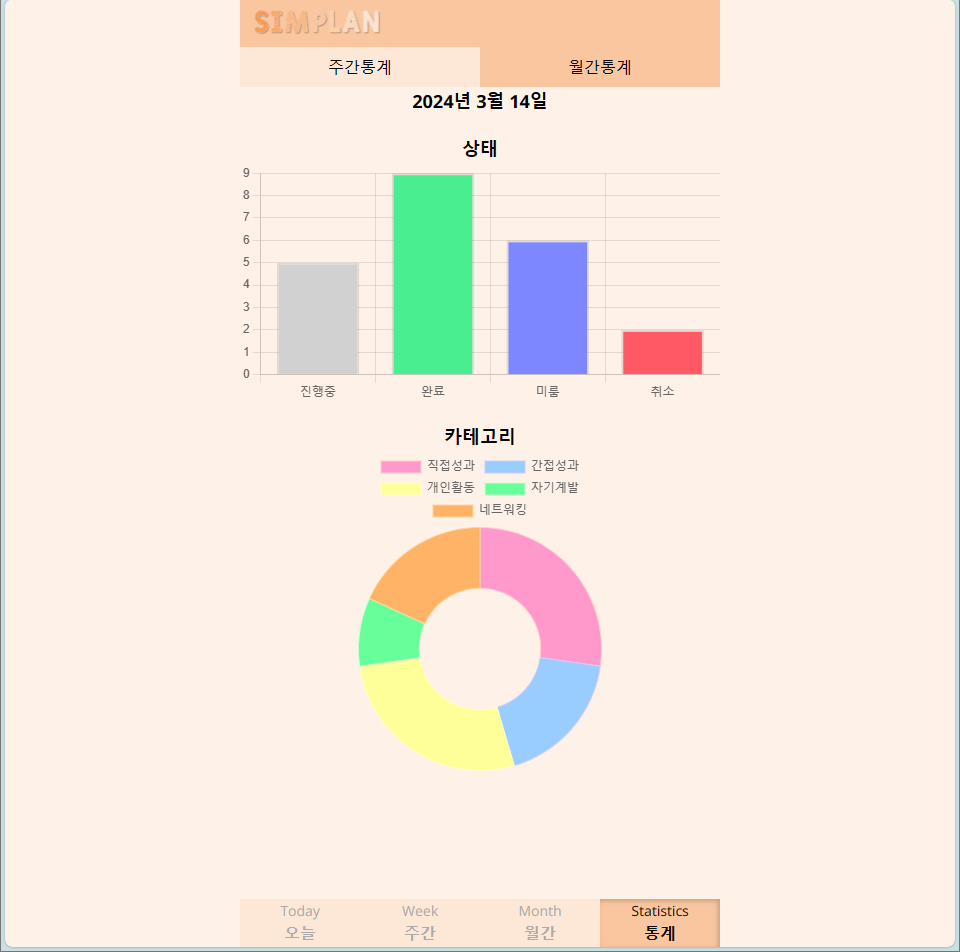 SIMPLAN
주간통계 월간통계
2024년 3월 14일
상태
9
8
7
6
5
4
3
2
1
0
진행중 완료 미룸 취소
카테고리
직접성과 간접성과
개인활동 자기계발
네트워킹
Today Week Month Statistics
오늘 주간 월간 통계